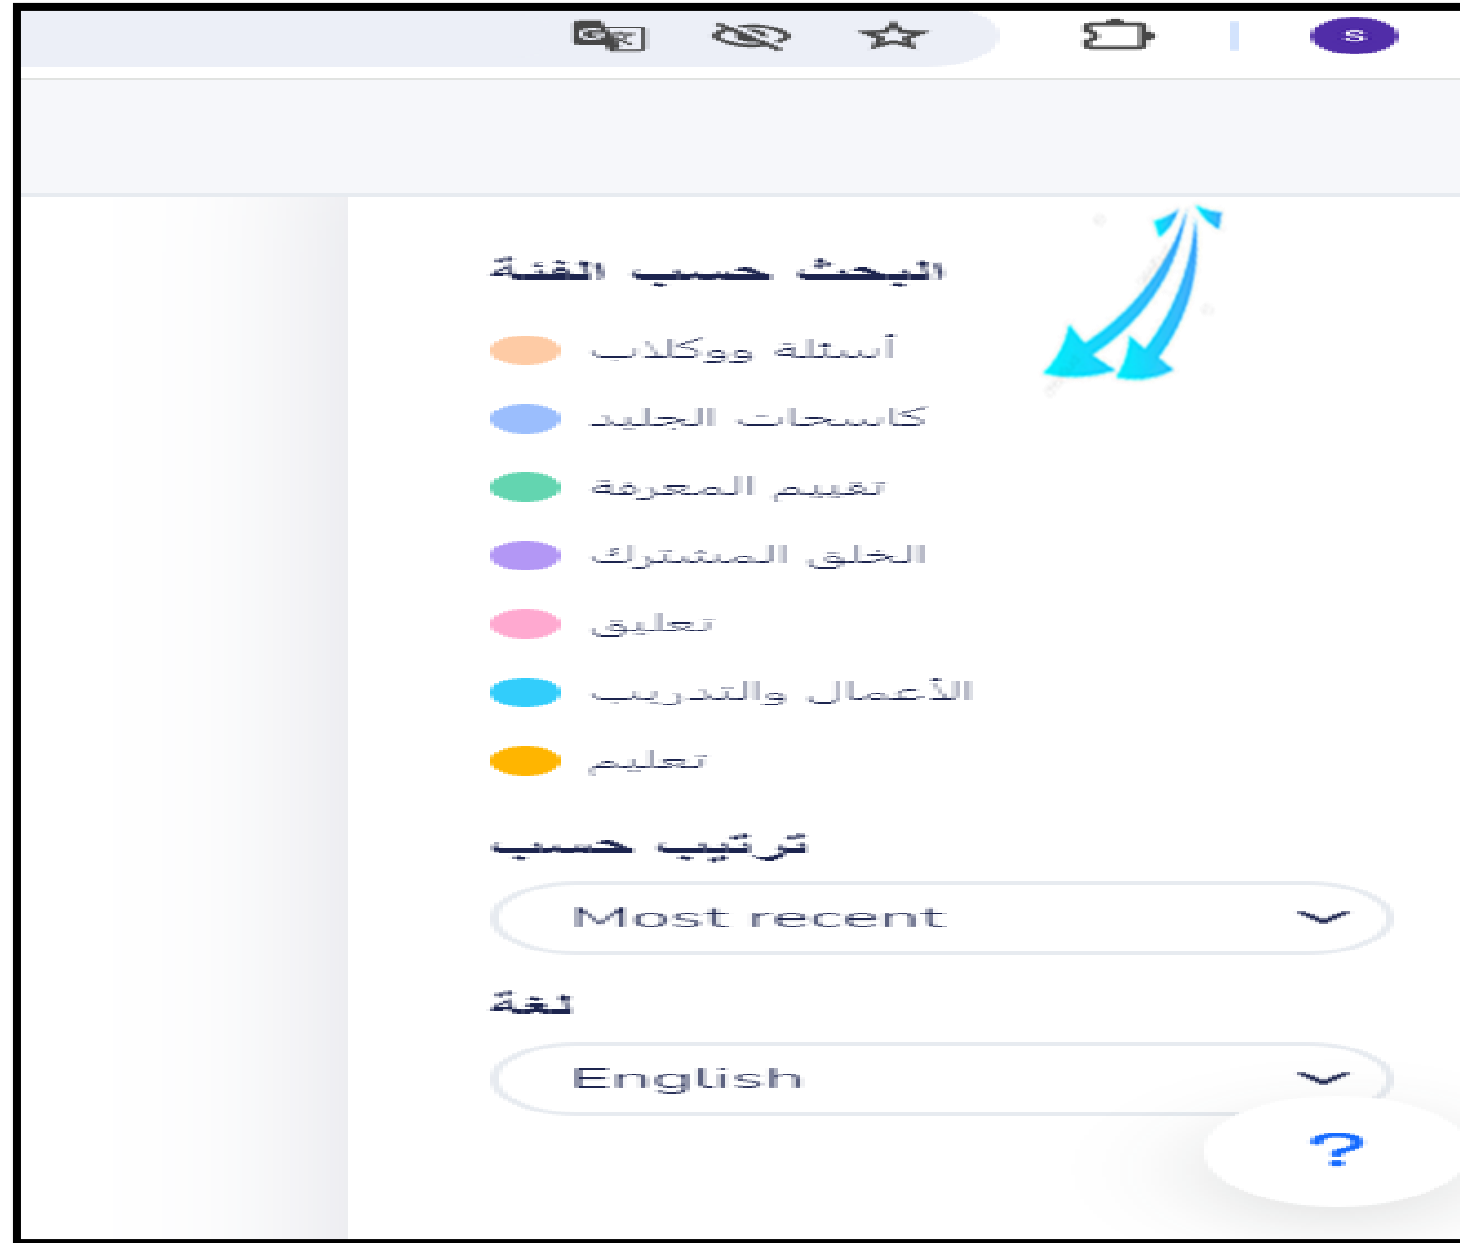 S
البحث حسب الفئة
أسئلة ووكلاب
كاسحات الجليد
تقييم المعرفة
الخلق المشترك
تعليق
الأعمال والتدريب
تعليم
ترتيب حسب
Most recent
لغة
English
?